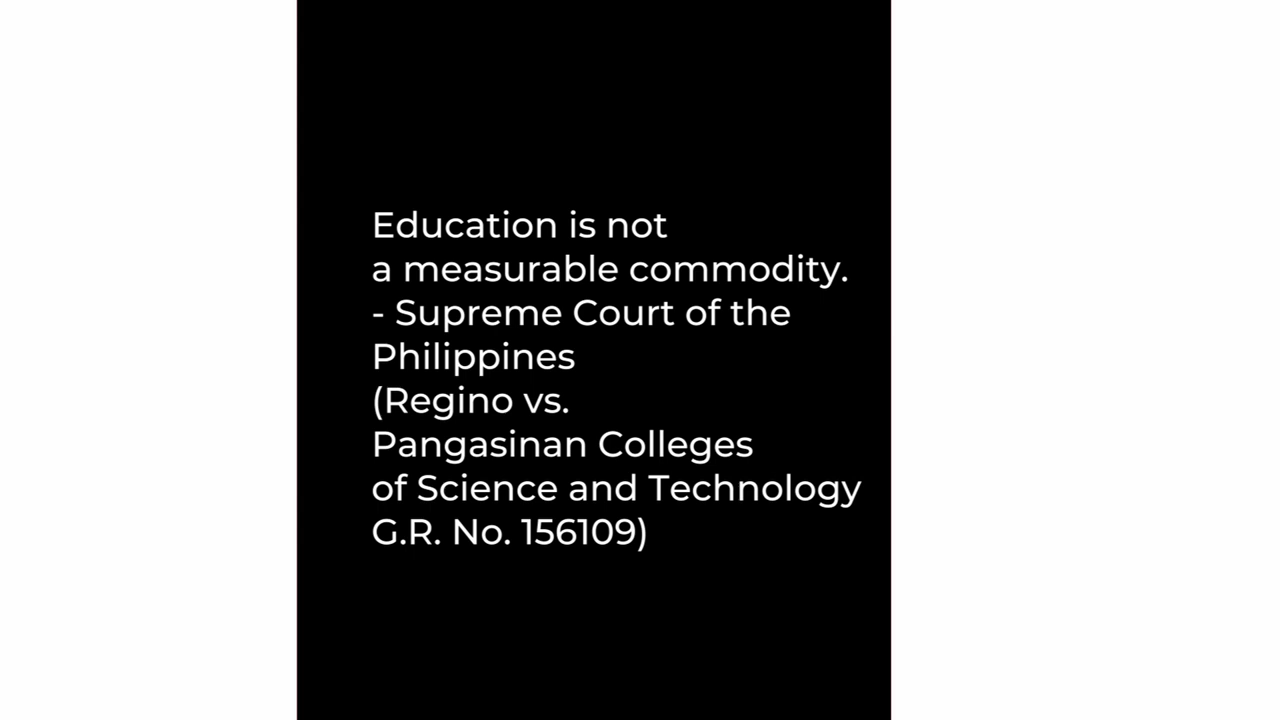 Education is not
a measurable commodity.
- Supreme Court of the
Philippines
(Regino vs.
Pangasinan Colleges
of Science and Technology
G.R. No. 156109)